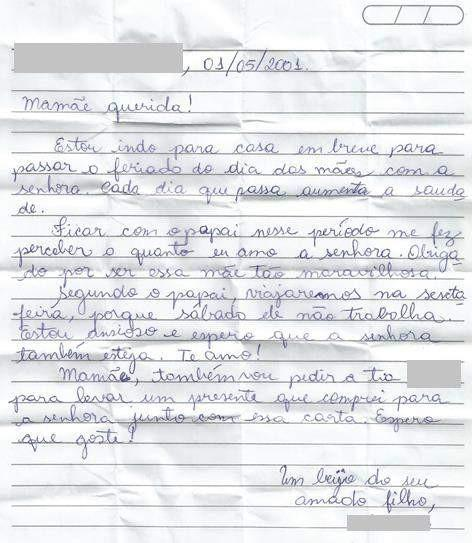 , 01/05/2001.
Mamãe querida!
Estou indo para casa em breve para
passar o feriado do dia das mães com a
senhora. Cada dia que passa aumenta a sauda
de.
Ficar com o papai nesse período me fez
perceber o quanto eu amo a senhora. Obriga
do por ser essa mãe tão maravilhosa.
Segundo o papai, viajaremos na sexta
feira, porque sábado ele não trabalha.
Estou ansioso e espero que a senhora
também esteja. Te amo!
Mamãe, também vou pedir a tia
para levar um presente que comprei para
a senhora junto com essa carta. Espero
que goste!
Um beijo do seu
amado filho,